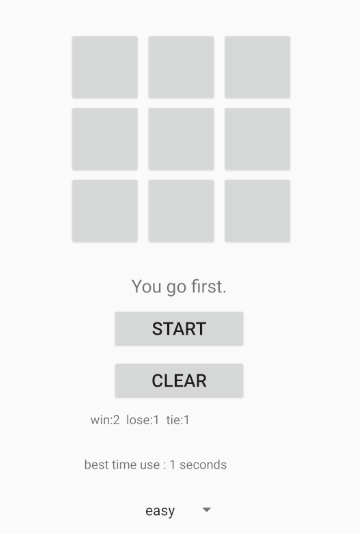 You go first.
START
CLEAR
win:2 lose:1 tie:1
best time use : 1 seconds
easy